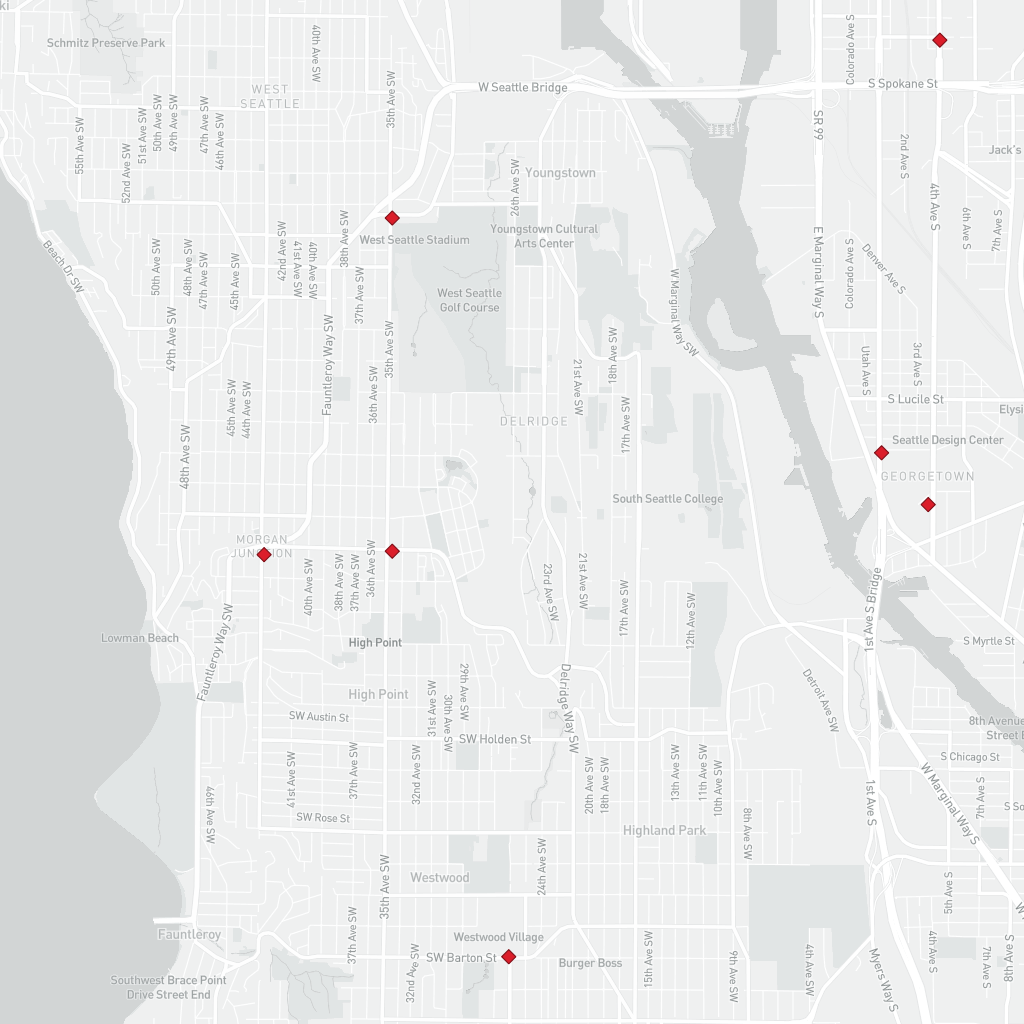 ki
Schmitz Preserve Park
40th Ave SW
Colorado Ave S
S Spokane St
W Seattle Bridge
WEST
SEATTLE
35th Ave SW
55th Ave SW
52nd Ave SW
51st Ave SW
50th Ave SW
49th Ave SW
47th Ave SW
46th Ave SW
SR 99
2nd Ave S
Jack's
Youngstown
26th Ave SW
4th Ave S
6th Ave S
7th Ave S
Youngstown Cultural
Arts Center
West Seattle Stadium
38th Ave SW
Beach Dr SW
50th Ave SW
48th Ave SW
47th Ave SW
45th Ave SW
42nd Ave SW
41st Ave SW
40th Ave SW
37th Ave SW
E Marginal Way S
Colorado Ave S
Denver Ave S
West Seattle
Golf Course
W Marginal Way SW
49th Ave SW
Fauntleroy Way SW
35th Ave SW
36th Ave SW
21st Ave SW
18th Ave SW
Utah Ave S
3rd Ave S
45th Ave SW
44th Ave SW
17th Ave SW
S Lucile St
Elysi
DELRIDGE
48th Ave SW
Seattle Design Center
GEORGETOWN
South Seattle College
MORGAN
JUNCTION
40th Ave SW
38th Ave SW
37th Ave SW
36th Ave SW
23rd Ave SW
21st Ave SW
17th Ave SW
12th Ave SW
1st Ave S Bridge
Lowman Beach
Fauntleroy Way SW
High Point
S Myrtle St
High Point
29th Ave SW
31st Ave SW
30th Ave SW
Delridge Way SW
Detroit Ave SW
SW Austin St
8th Avenue
Street E
SW Holden St
S Chicago St
41st Ave SW
37th Ave SW
32nd Ave SW
20th Ave SW
18th Ave SW
13th Ave SW
11th Ave SW
10th Ave SW
46th Ave SW
8th Ave SW
1st Ave S
W Marginal Way S
7th Ave S
S So
SW Rose St
Highland Park
35th Ave SW
Westwood
24th Ave SW
5th Ave S
W
Fauntleroy
37th Ave SW
Westwood Village
SW Barton St
Burger Boss
32nd Ave SW
15th Ave SW
9th Ave SW
4th Ave S
Myers Way S
4th Ave S
7th Ave S
8th Ave S
Southwest Brace Point
Drive Street End